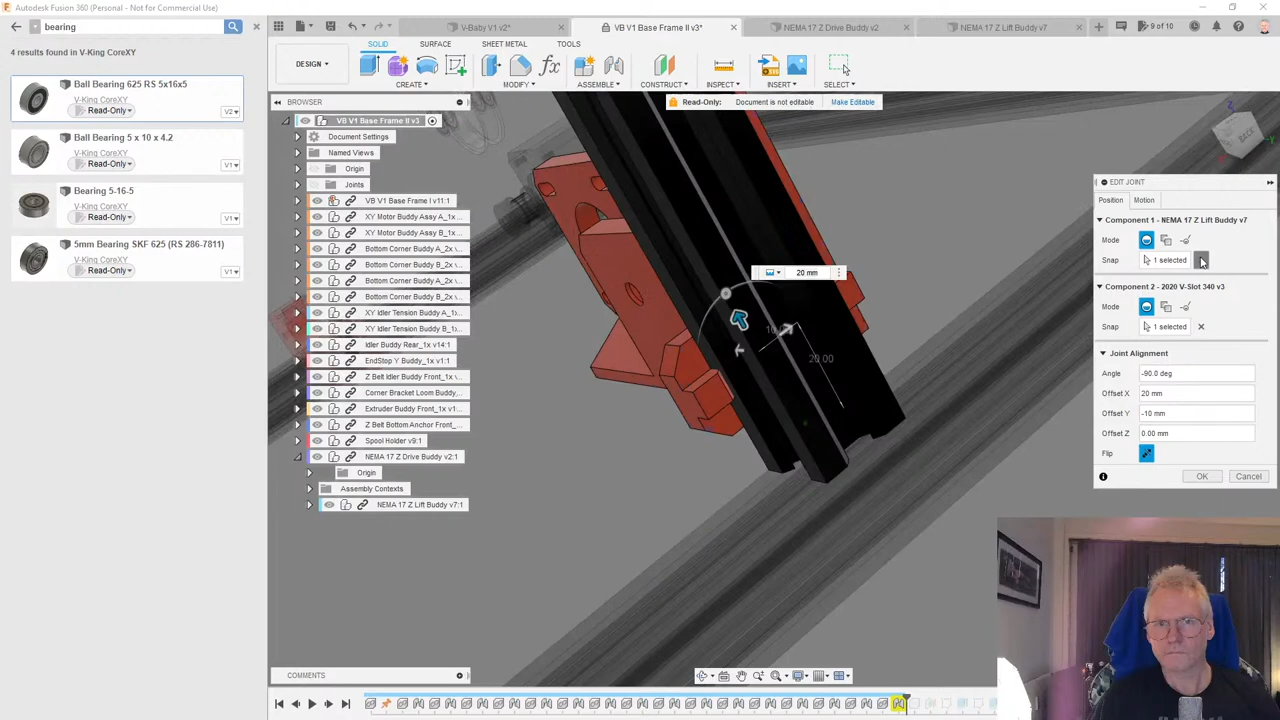 Autodesk Fusion 360 (Personal - Not for Commercial Use)
bearing
4 results found in V-King CoreXY
Ball Bearing 625 RS 5x16x5
V-King CoreXY
Read-Only
V2
Ball Bearing 5 x 10 x 4.2
V-King CoreXY
Read-Only
V1
Bearing 5-16-5
V-King CoreXY
Read-Only
V1
5mm Bearing SKF 625 (RS 286-7811)
V-King CoreXY
Read-Only
V1
V-Baby V1 v2*
VB V1 Base Frame II v3*
NEMA 17 Z Drive Buddy v2
NEMA 17 Z Lift Buddy v7
9 of 10
DESIGN
SOLID
SURFACE
SHEET METAL
TOOLS
CREATE
MODIFY
ASSEMBLE
CONSTRUCT
INSPECT
INSERT
SELECT
Read-Only:
Document is not editable
Make Editable
BROWSER
VB V1 Base Frame II v3
Document Settings
Named Views
Origin
Joints
VB V1 Base Frame I v11:1
XY Motor Buddy Assy A_1x ...
XY Motor Buddy Assy B_1x ...
Bottom Corner Buddy A_2x v...
Bottom Corner Buddy B_2x v...
Bottom Corner Buddy A_2x v...
Bottom Corner Buddy B_2x v...
XY Idler Tension Buddy A_1x...
XY Idler Tension Buddy B_1x...
Idler Buddy Rear_1x v14:1
EndStop Y Buddy_1x v1:1
Z Belt Idler Buddy Front_1x v...
Corner Bracket Loom Buddy_...
Extruder Buddy Front_1x v1...
Z Belt Bottom Anchor Front_...
Spool Holder v9:1
NEMA 17 Z Drive Buddy v2:1
Origin
Assembly Contexts
NEMA 17 Z Lift Buddy v7:1
20 mm
20.00
Z
BACK
EDIT JOINT
Position
Motion
Component 1 - NEMA 17 Z Lift Buddy v7
Mode
Snap
1 selected
Component 2 - 2020 V-Slot 340 v3
Mode
Snap
1 selected
Joint Alignment
Angle
-90.0 deg
Offset X
20 mm
Offset Y
-10 mm
Offset Z
0.00 mm
Flip
OK
Cancel
COMMENTS